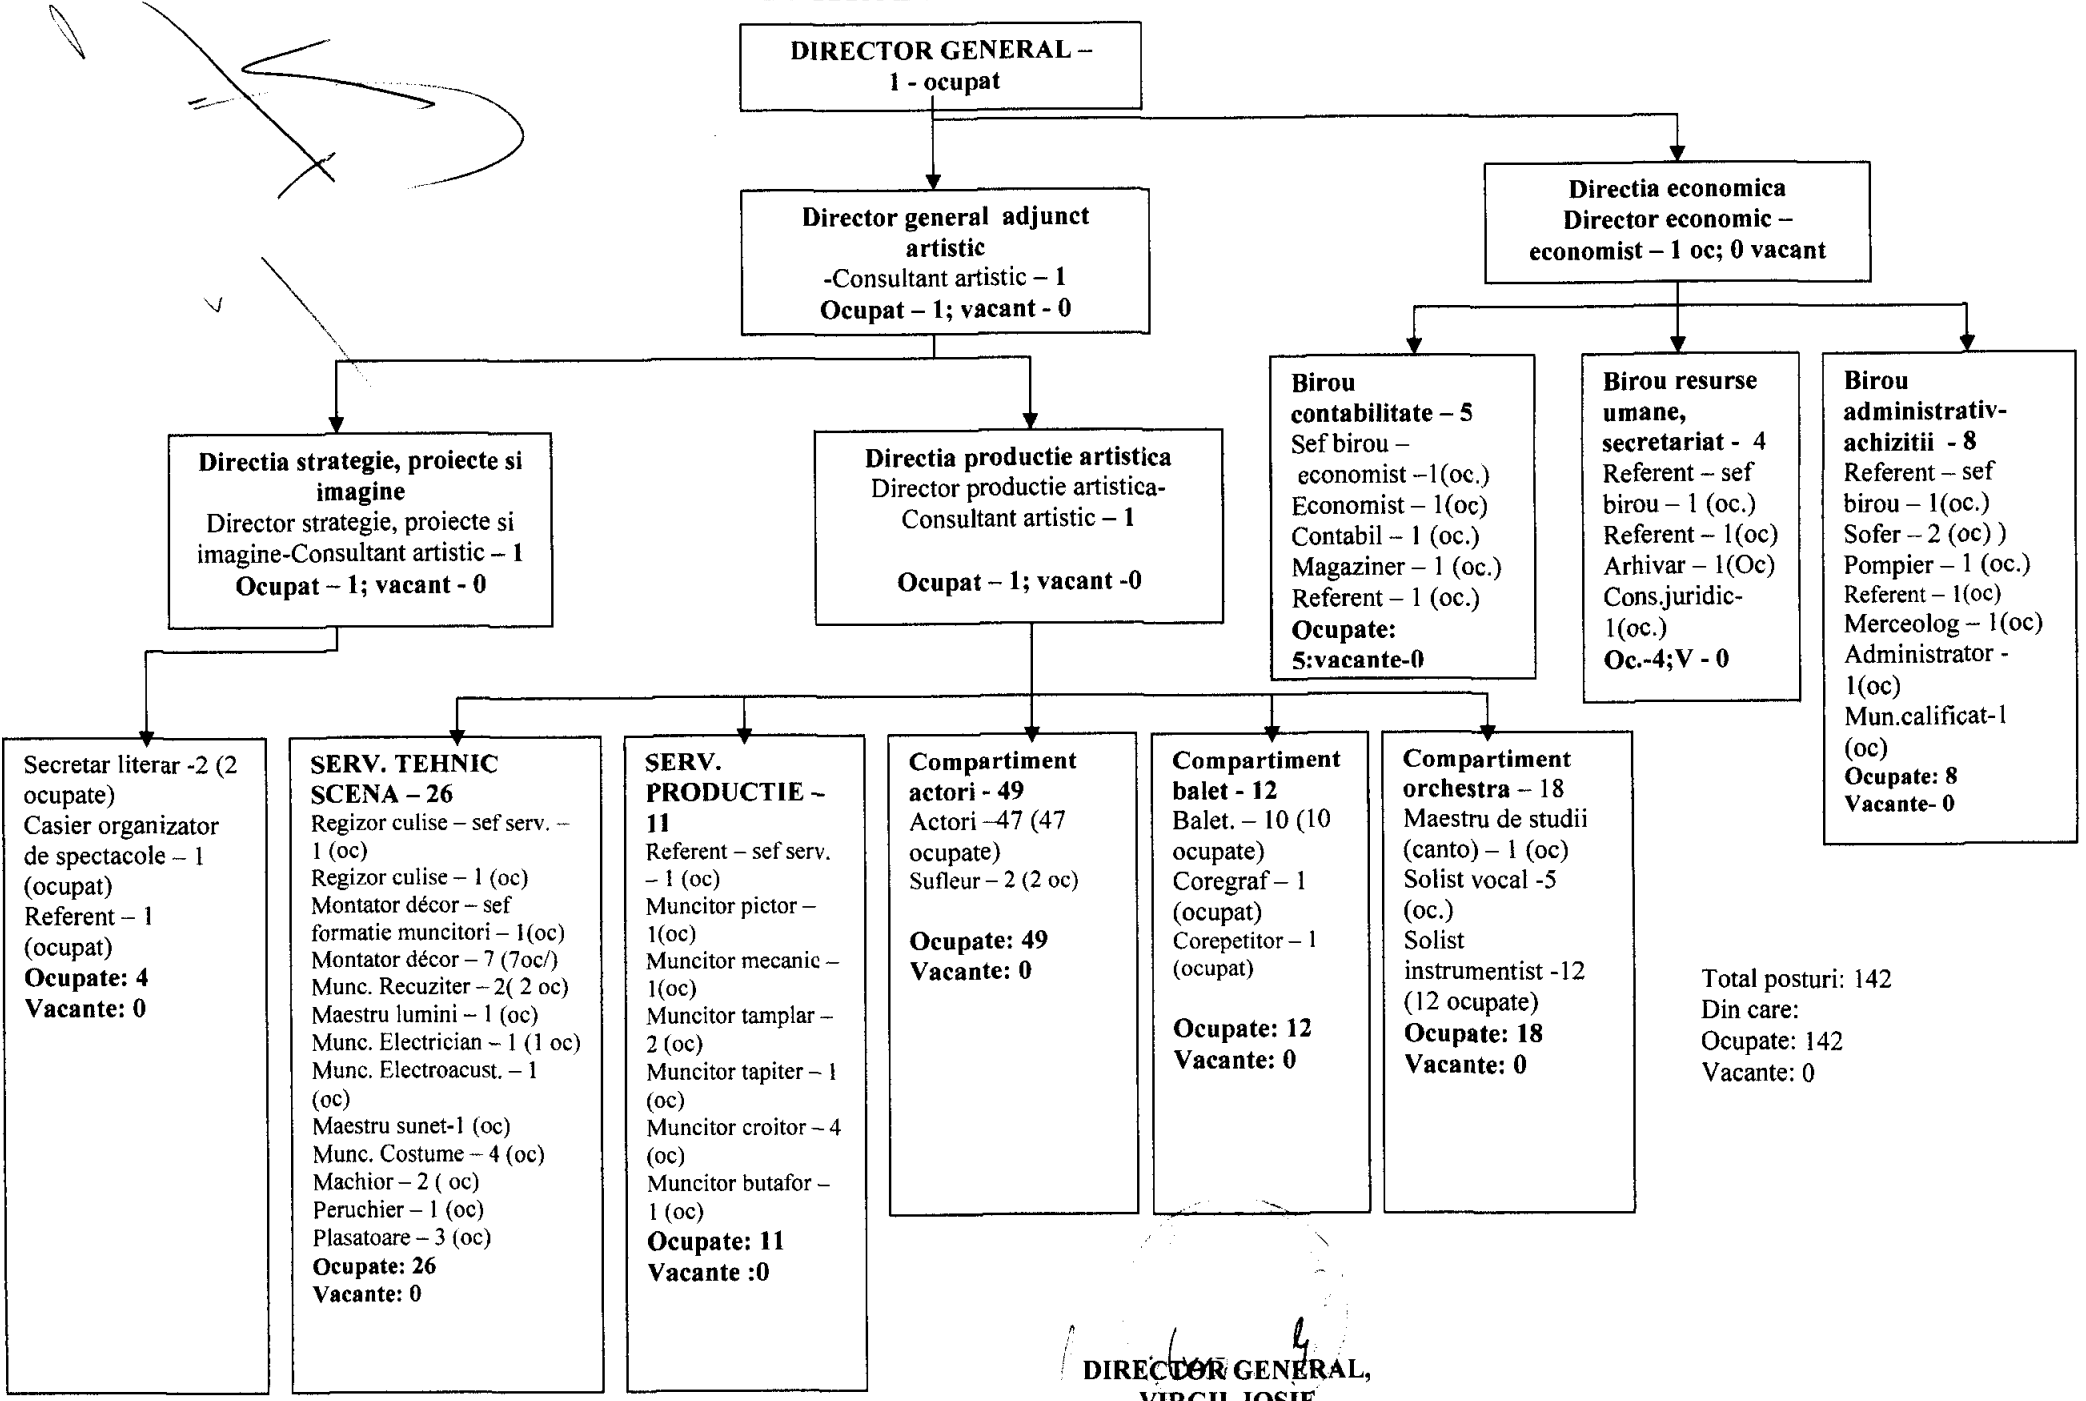 DIRECTOR GENERAL –
1 - ocupat
Director general adjunct
artistic
-Consultant artistic – 1
Ocupat – 1; vacant - 0
Directia economica
Director economic –
economist – 1 oc; 0 vacant
Directia strategie, proiecte si
imagine
Director strategie, proiecte si
imagine-Consultant artistic – 1
Ocupat – 1; vacant - 0
Directia productie artistica
Director productie artistica-
Consultant artistic – 1
Ocupat – 1; vacant -0
Birou
contabilitate – 5
Sef birou –
economist –1(oc.)
Economist – 1(oc)
Contabil – 1 (oc.)
Magaziner – 1 (oc.)
Referent – 1 (oc.)
Ocupate:
5:vacante-0
Birou resurse
umane,
secretariat - 4
Referent – sef
birou – 1 (oc.)
Referent – 1(oc)
Arhivar – 1(Oc)
Cons.juridic-
1(oc.)
Oc.-4;V - 0
Birou
administrativ-
achizitii - 8
Referent – sef
birou – 1(oc.)
Sofer – 2 (oc) )
Pompier – 1 (oc.)
Referent – 1(oc)
Merceolog – 1(oc)
Administrator -
1(oc)
Mun.calificat-1
(oc)
Ocupate: 8
Vacante- 0
Secretar literar -2 (2
ocupate)
Casier organizator
de spectacole – 1
(ocupat)
Referent – 1
(ocupat)
Ocupate: 4
Vacante: 0
SERV. TEHNIC
SCENA – 26
Regizor culise – sef serv. –
1 (oc)
Regizor culise – 1 (oc)
Montator décor – sef
formatie muncitori – 1(oc)
Montator décor – 7 (7oc/)
Munc. Recuziter – 2( 2 oc)
Maestru lumini – 1 (oc)
Munc. Electrician – 1 (1 oc)
Munc. Electroacust. – 1
(oc)
Maestru sunet-1 (oc)
Munc. Costume – 4 (oc)
Machior – 2 ( oc)
Peruchier – 1 (oc)
Plasatoare – 3 (oc)
Ocupate: 26
Vacante: 0
SERV.
PRODUCTIE –
11
Referent – sef serv.
– 1 (oc)
Muncitor pictor –
1(oc)
Muncitor mecanic –
1(oc)
Muncitor tamplar –
2 (oc)
Muncitor tapiter – 1
(oc)
Muncitor croitor – 4
(oc)
Muncitor butafor –
1 (oc)
Ocupate: 11
Vacante :0
Compartiment
actori - 49
Actori –47 (47
ocupate)
Sufleur – 2 (2 oc)
Ocupate: 49
Vacante: 0
Compartiment
balet - 12
Balet. – 10 (10
ocupate)
Coregraf – 1
(ocupat)
Corepetitor – 1
(ocupat)
Ocupate: 12
Vacante: 0
Compartiment
orchestra – 18
Maestru de studii
(canto) – 1 (oc)
Solist vocal -5
(oc.)
Solist
instrumentist -12
(12 ocupate)
Ocupate: 18
Vacante: 0
Total posturi: 142
Din care:
Ocupate: 142
Vacante: 0
DIRECTOR GENERAL,